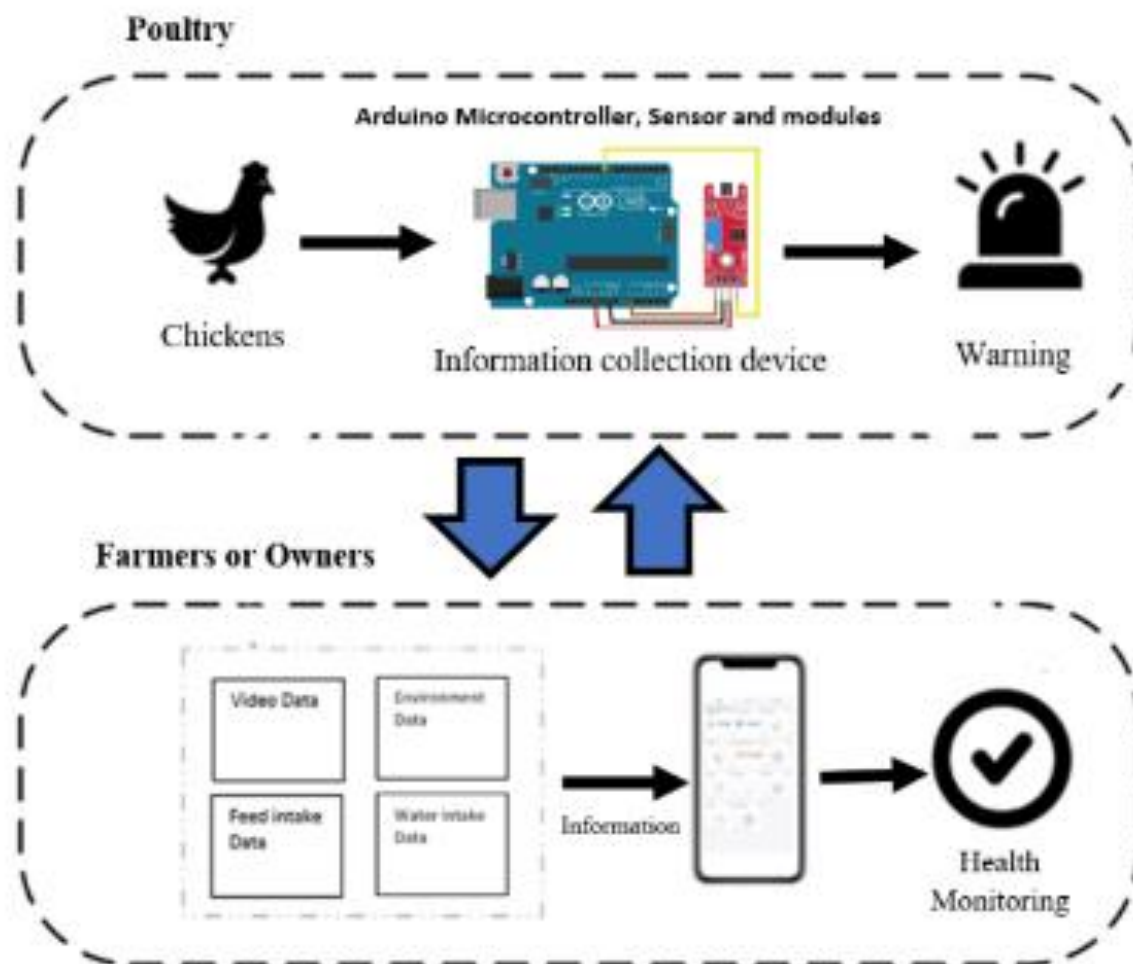 Poultry
Arduino Microcontroller, Sensor and modules
Chickens
Information collection device
Warning
Farmers or Owners
Video Data
Environment
Data
Feed intake
Data
Water intake
Data
Information
Health
Monitoring